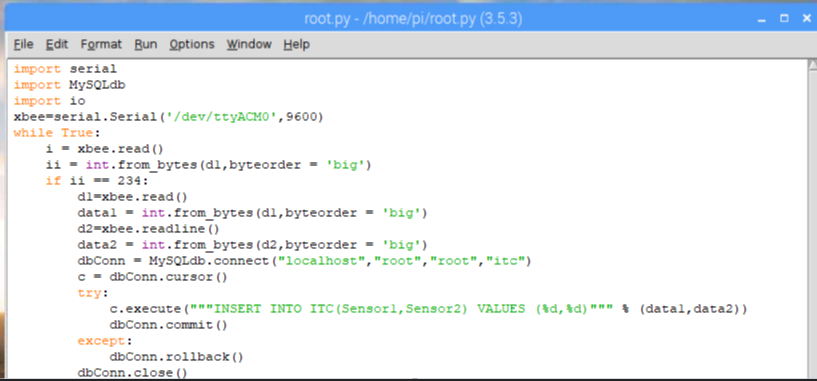 root.py - /home/pi/root.py (3.5.3)
File Edit Format Run Options Window Help
import serial
import MySQLdb
import io
xbee=serial.Serial('/dev/ttyACM0',9600)
while True:
    i = xbee.read()
    ii = int.from_bytes(d1,byteorder = 'big')
    if ii == 234:
        d1=xbee.read()
        data1 = int.from_bytes(d1,byteorder = 'big')
        d2=xbee.readline()
        data2 = int.from_bytes(d2,byteorder = 'big')
        dbConn = MySQLdb.connect("localhost","root","root","itc")
        c = dbConn.cursor()
        try:
            c.execute("""INSERT INTO ITC(Sensor1,Sensor2) VALUES (%d,%d)""" % (data1,data2))
            dbConn.commit()
        except:
            dbConn.rollback()
        dbConn.close()